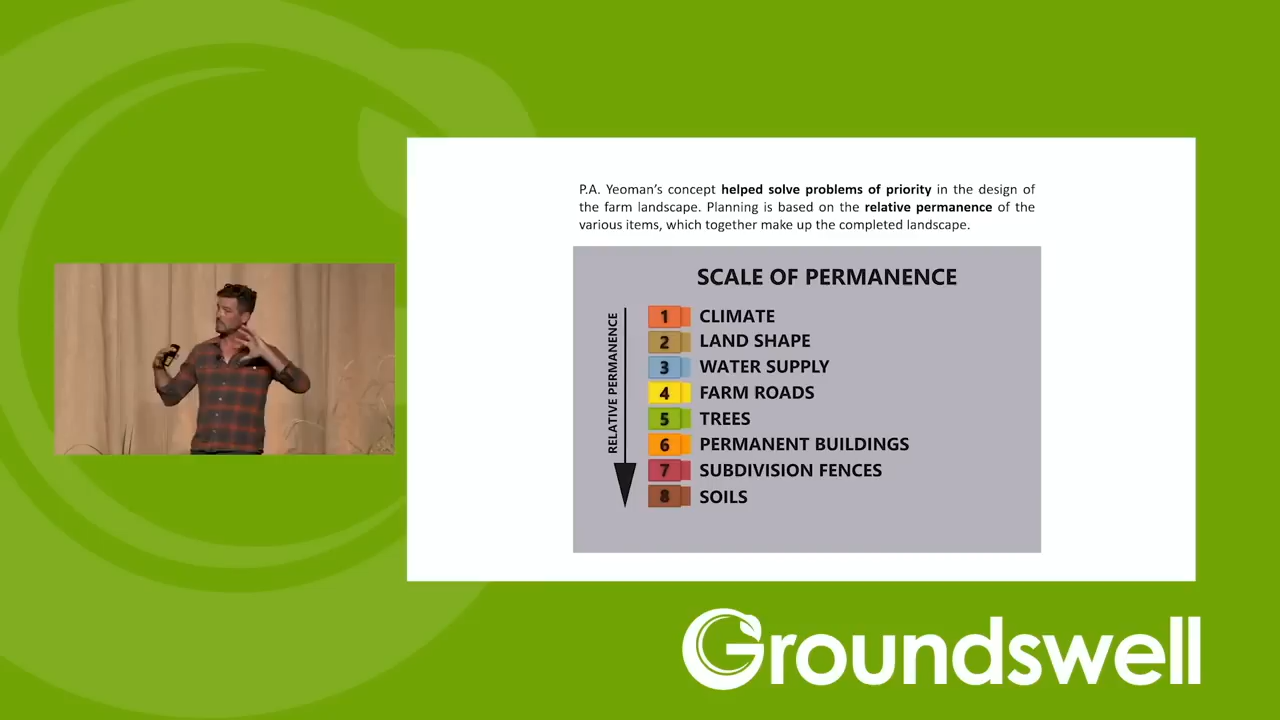 P.A. Yeoman's concept helped solve problems of priority in the design of
the farm landscape. Planning is based on the relative permanence of the
various items, which together make up the completed landscape.
SCALE OF PERMANENCE
RELATIVE PERMANENCE
1 CLIMATE
2 LAND SHAPE
3 WATER SUPPLY
4 FARM ROADS
5 TREES
6 PERMANENT BUILDINGS
7 SUBDIVISION FENCES
8 SOILS
Groundswell